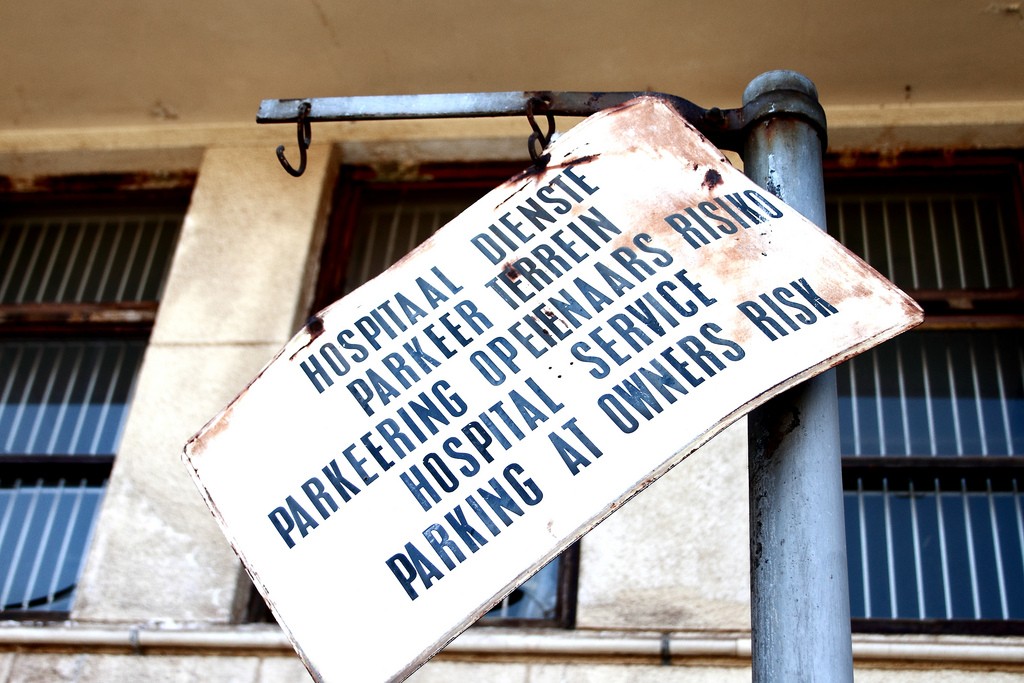 HOSPITAAL DIENSTE
PARKEER TERREIN
PARKEERING OPEIENAARS RISIKO
HOSPITAL SERVICE
PARKING AT OWNERS RISK